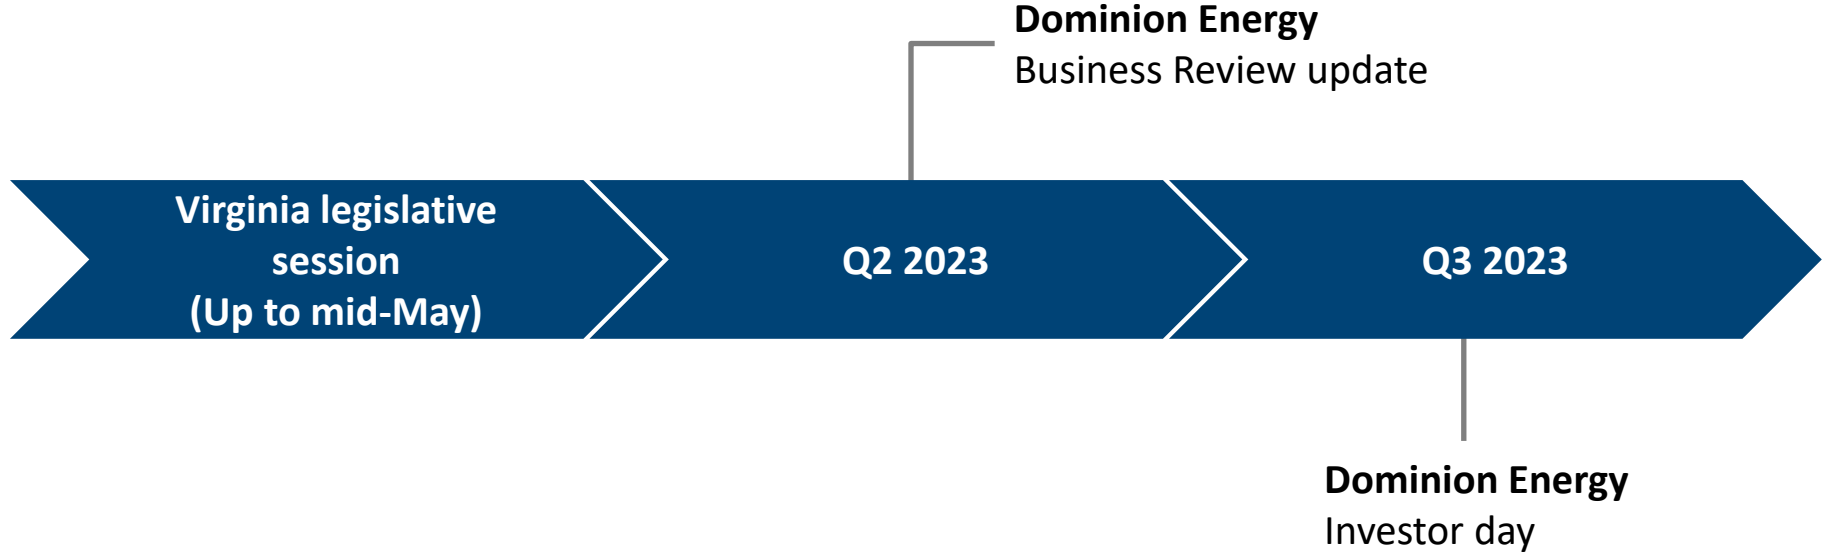 Dominion Energy
Business Review update
Virginia legislative
session
(Up to mid-May)
Q2 2023
Q3 2023
Dominion Energy
Investor day